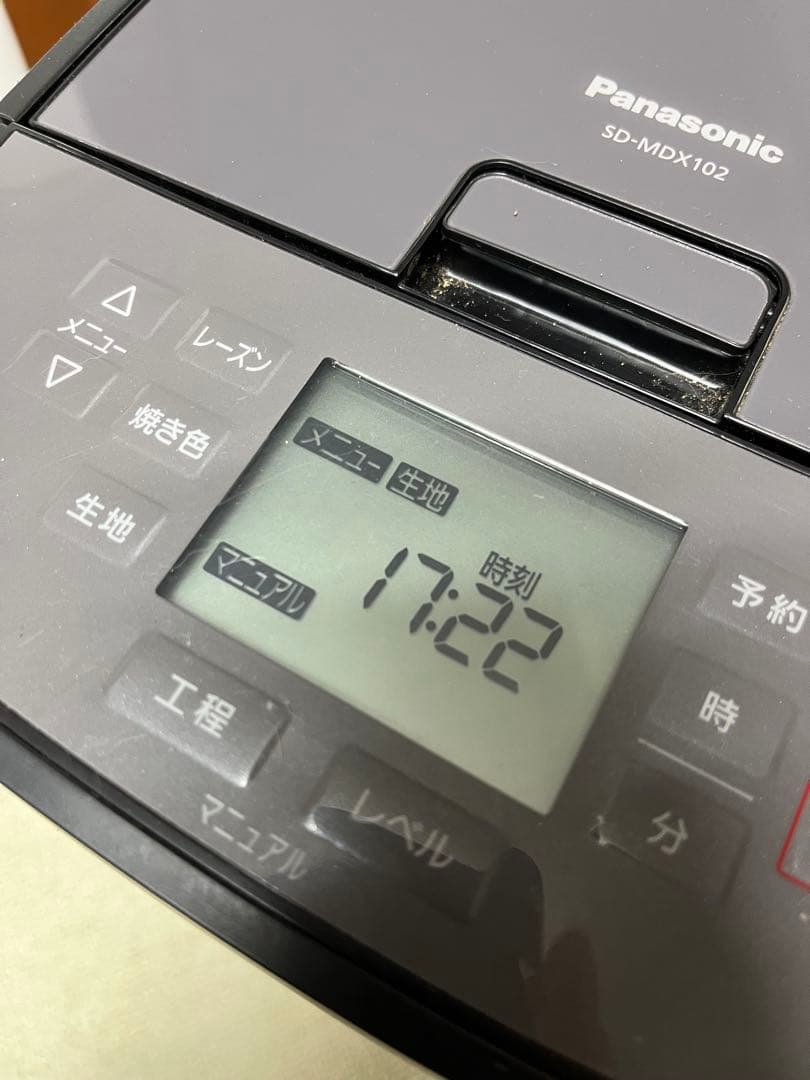 Panasonic
SD-MDX102
△
メニュー
▽
レーズン
焼き色
生地
メニュー 生地
マニュアル
時刻
17:22
予約
時
分
工程
レベル
マニュアル